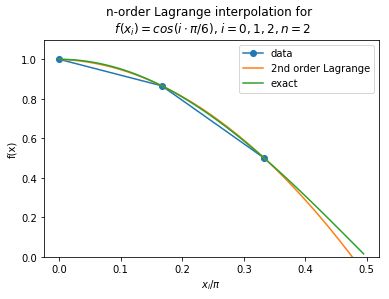 n-order Lagrange interpolation for
f(x_i) = cos(i · π/6), i = 0, 1, 2, n = 2
data
2nd order Lagrange
exact
1.0
0.8
0.6
0.4
0.2
0.0
f(x)
0.0 0.1 0.2 0.3 0.4 0.5
x_i/π